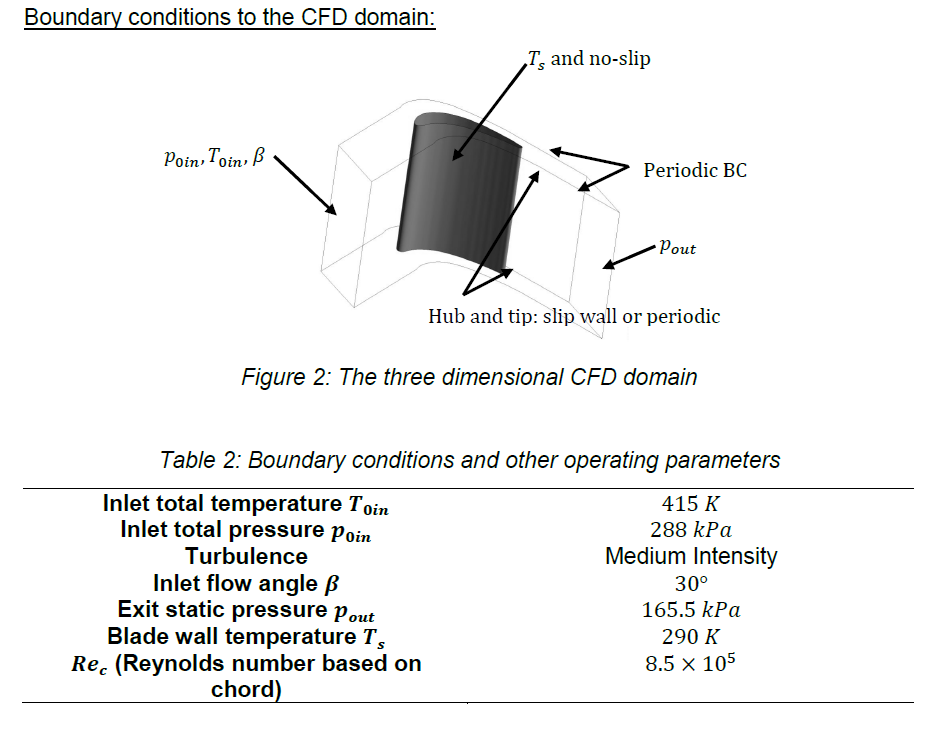 Boundary conditions to the CFD domain:
T_s and no-slip
p_0in, T_0in, β
Periodic BC
p_out
Hub and tip: slip wall or periodic
Figure 2: The three dimensional CFD domain
Table 2: Boundary conditions and other operating parameters
Inlet total temperature T_0in 415 K
Inlet total pressure p_0in 288 kPa
Turbulence Medium Intensity
Inlet flow angle β 30°
Exit static pressure p_out 165.5 kPa
Blade wall temperature T_s 290 K
Re_c (Reynolds number based on 8.5 × 10⁵
chord)